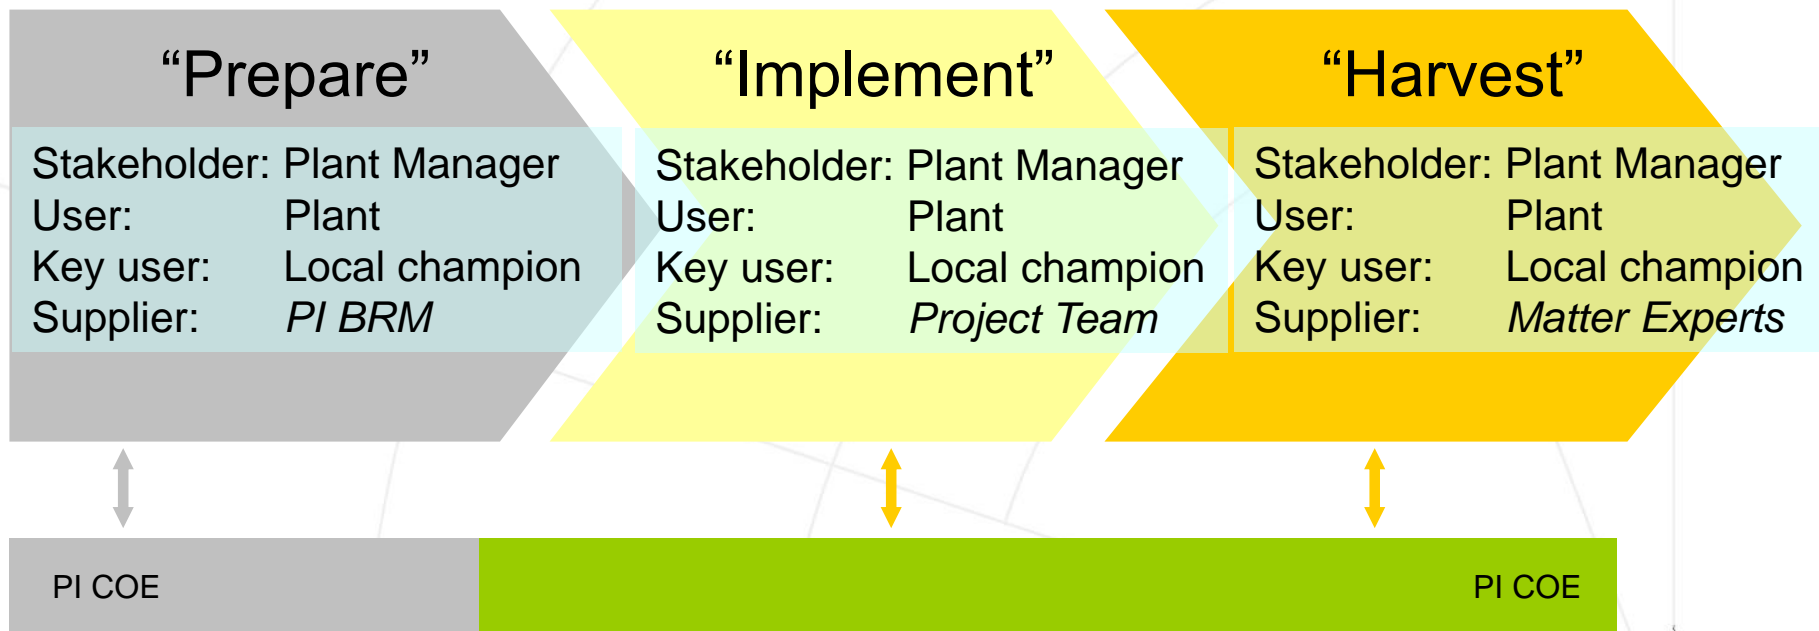 “Prepare”
Stakeholder: Plant Manager
User: Plant
Key user: Local champion
Supplier: PI BRM
“Implement”
Stakeholder: Plant Manager
User: Plant
Key user: Local champion
Supplier: Project Team
“Harvest”
Stakeholder: Plant Manager
User: Plant
Key user: Local champion
Supplier: Matter Experts
PI COE
PI COE